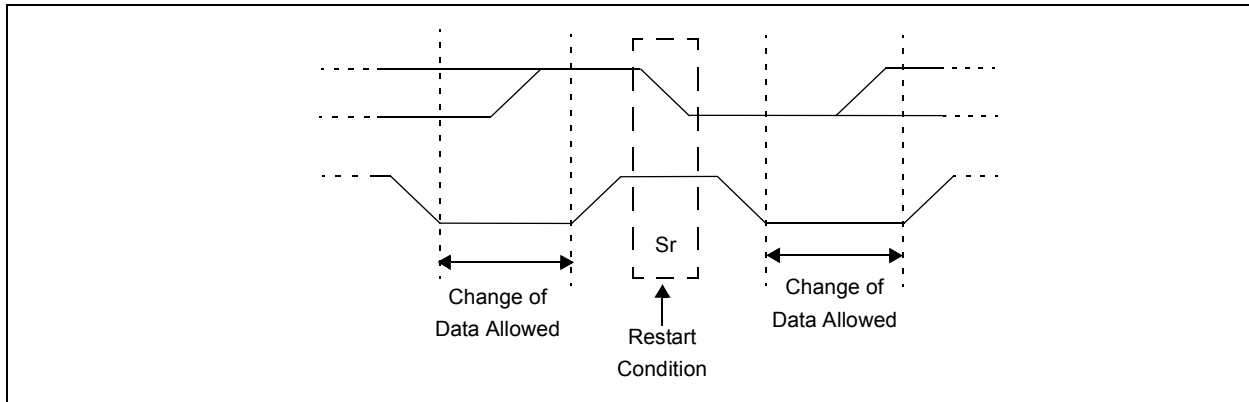 Sr
Change of
Data Allowed
Restart
Condition
Change of
Data Allowed